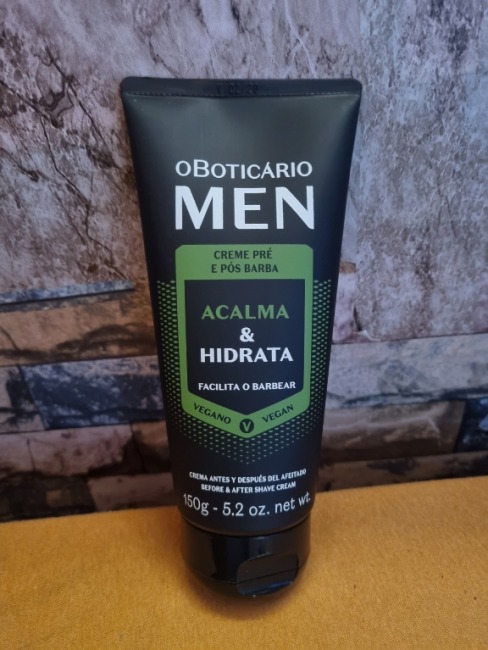 oBoticário
MEN
CREME PRÉ
E PÓS BARBA
ACALMA
&
HIDRATA
FACILITA O BARBEAR
VEGANO V VEGAN
CREMA ANTES Y DESPUÉS DEL AFEITADO
BEFORE & AFTER SHAVE CREAM
150g - 5.2 oz. net wt.